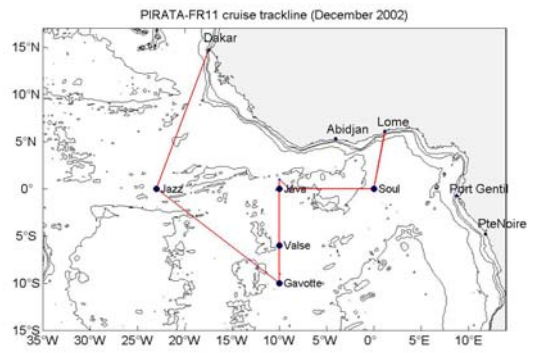 PIRATA-FR11 cruise trackline (December 2002)
15°N
Dakar
10°N
5°N
Abidjan
Lome
0°
Jazz
Java
Soul
Port Gentil
PteNoire
5°S
Valse
10°S
Gavotte
15°S
35°W 30°W 25°W 20°W 15°W 10°W 5°W 0° 5°E 10°E